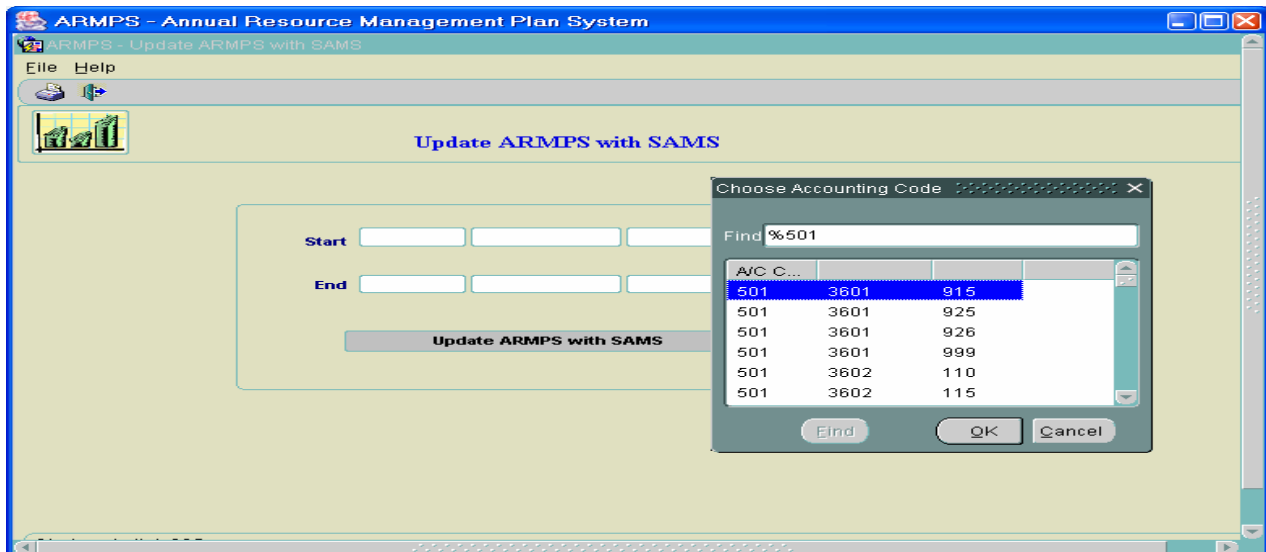 ARMPS - Annual Resource Management Plan System
ARMPS - Update ARMPS with SAMS
File Help
Update ARMPS with SAMS
Choose Accounting Code
Find %501
Start
End
A/C C...
501 3601 915
501 3601 925
501 3601 926
501 3601 999
501 3602 110
501 3602 115
Update ARMPS with SAMS
Find OK Cancel